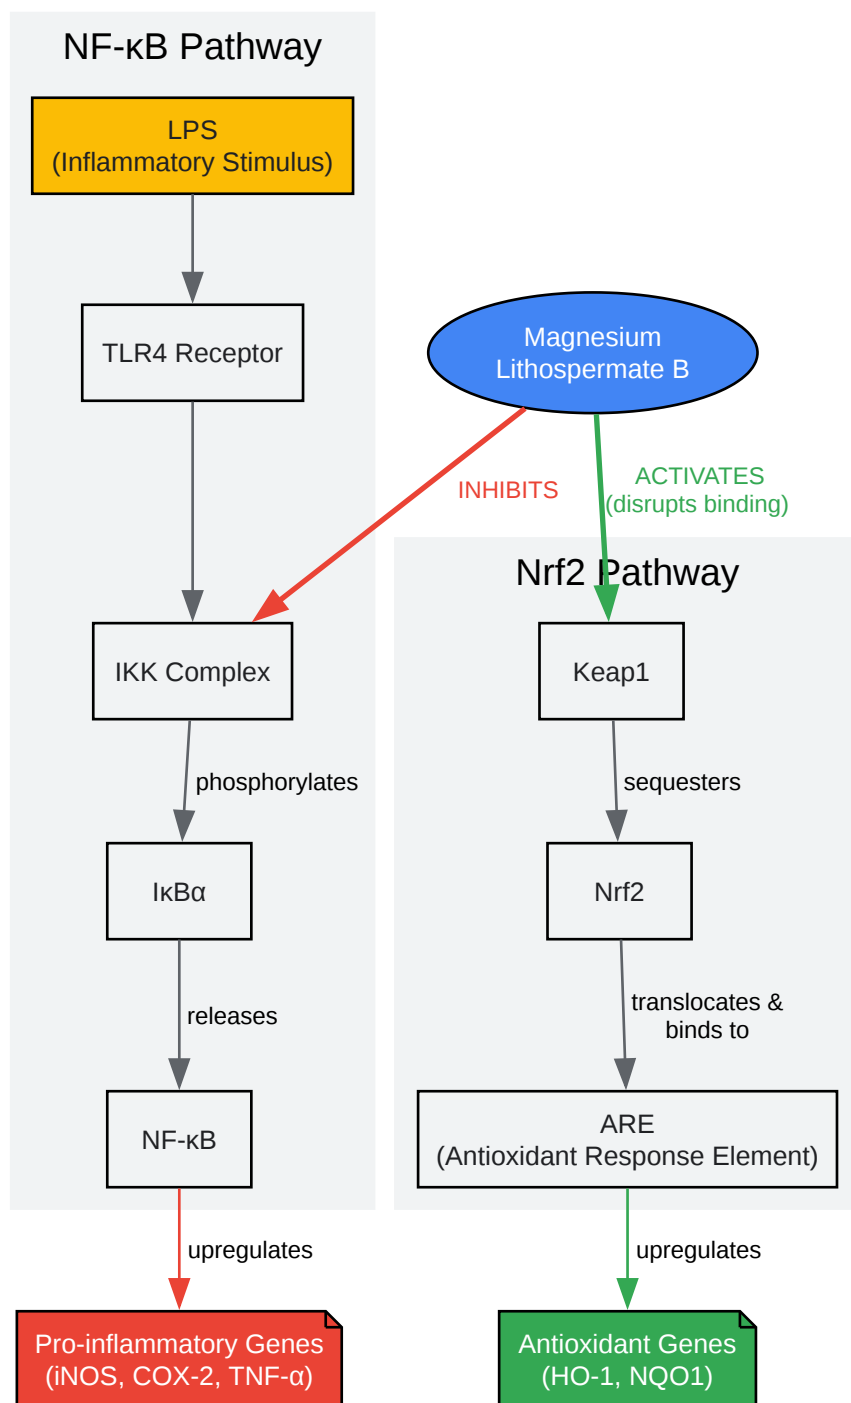 NF-κB Pathway
LPS
(Inflammatory Stimulus)
TLR4 Receptor
Magnesium
Lithospermate B
INHIBITS
ACTIVATES
(disrupts binding)
Nrf2 Pathway
IKK Complex
Keap1
phosphorylates
sequesters
IκBα
Nrf2
releases
translocates &
binds to
NF-κB
ARE
(Antioxidant Response Element)
upregulates
upregulates
Pro-inflammatory Genes
(iNOS, COX-2, TNF-α)
Antioxidant Genes
(HO-1, NQO1)